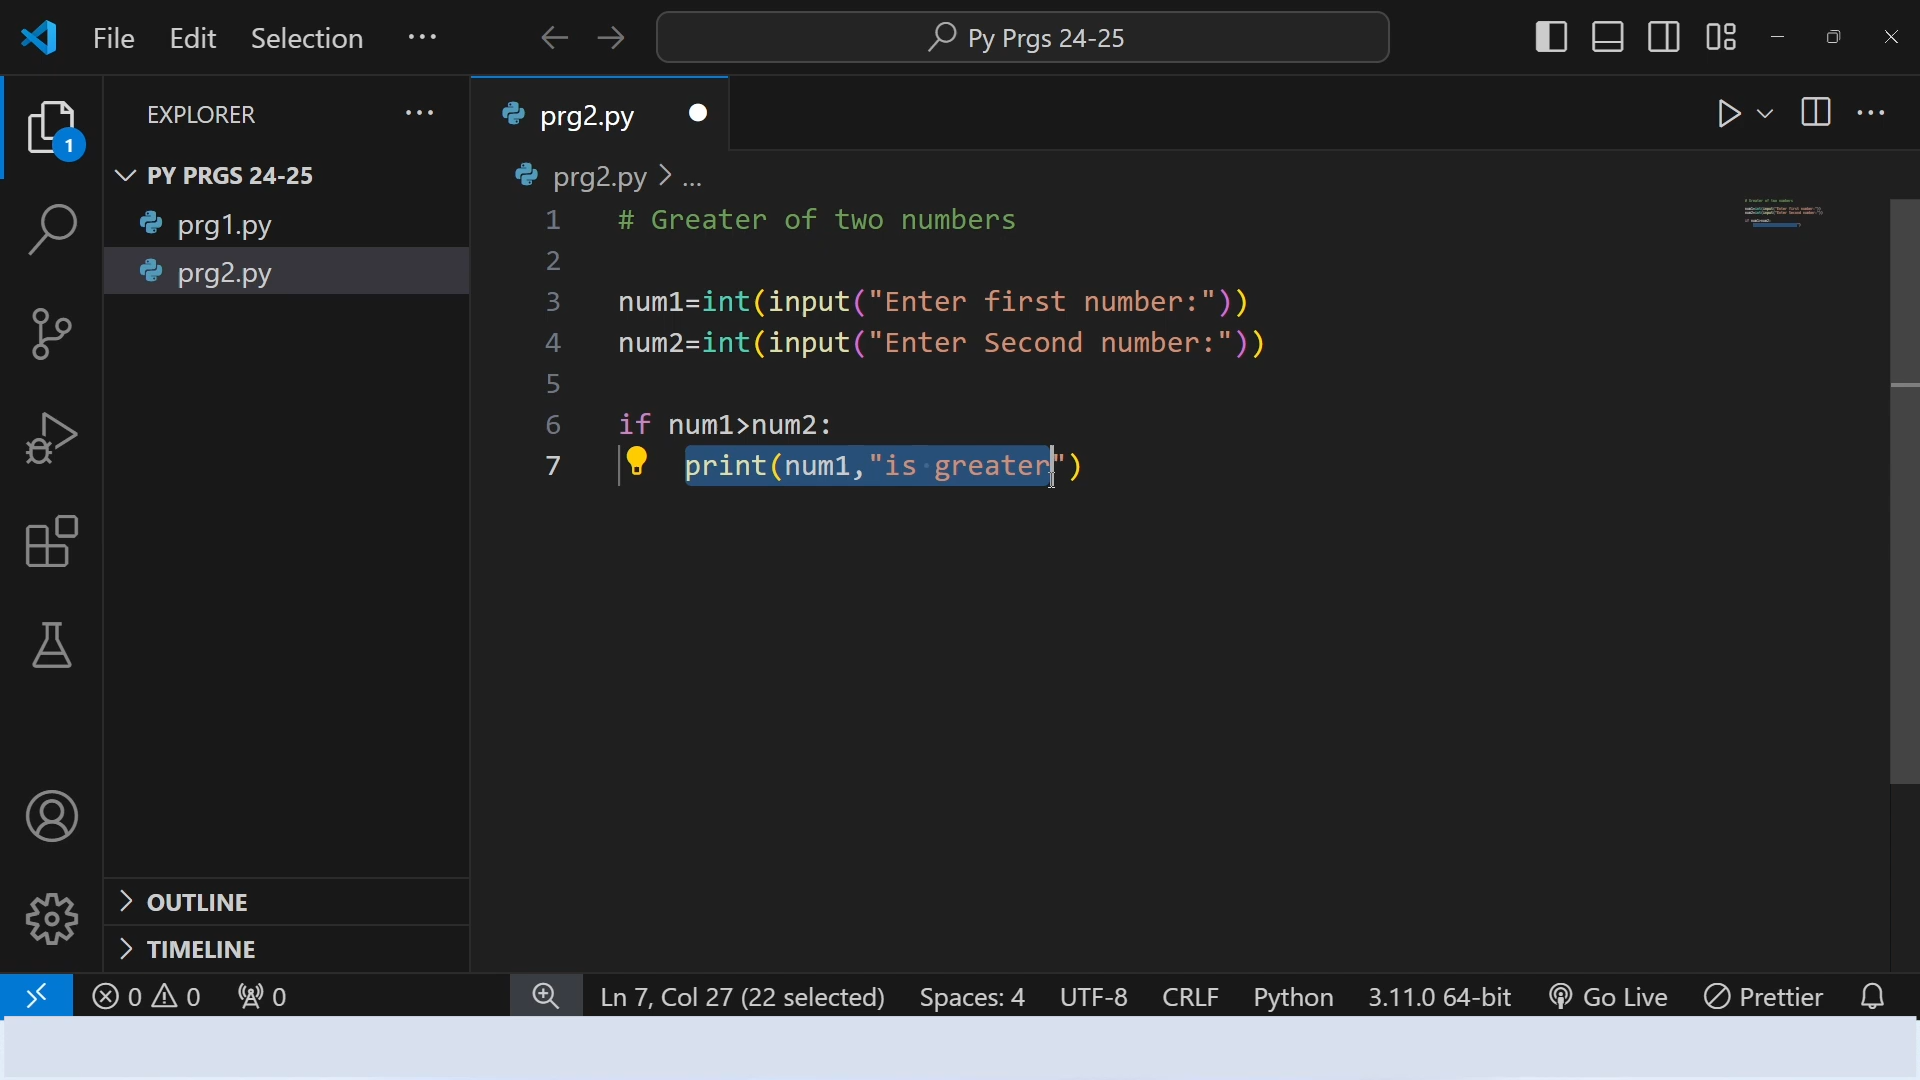 File Edit Selection ··· Py Prgs 24-25
EXPLORER ···
1
PY PRGS 24-25
prg1.py
prg2.py
OUTLINE
TIMELINE
prg2.py
prg2.py > ...
1 # Greater of two numbers
2
3 num1=int(input("Enter first number:"))
4 num2=int(input("Enter Second number:"))
5
6 if num1>num2:
7 print(num1,"is greater")
0 0 0 Ln 7, Col 27 (22 selected) Spaces: 4 UTF-8 CRLF Python 3.11.0 64-bit Go Live Prettier